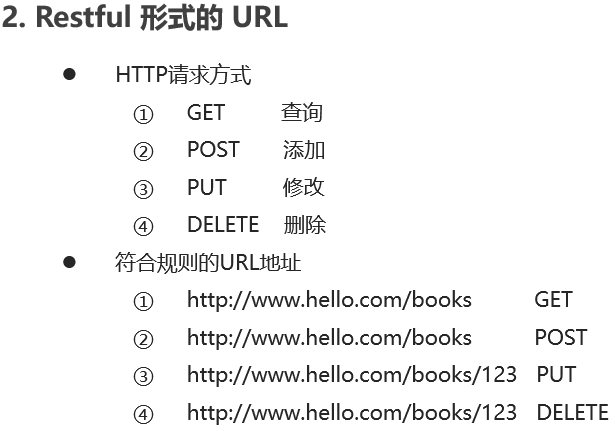 2. Restful 形式的 URL
● HTTP请求方式
① GET 查询
② POST 添加
③ PUT 修改
④ DELETE 删除
● 符合规则的URL地址
① http://www.hello.com/books GET
② http://www.hello.com/books POST
③ http://www.hello.com/books/123 PUT
④ http://www.hello.com/books/123 DELETE